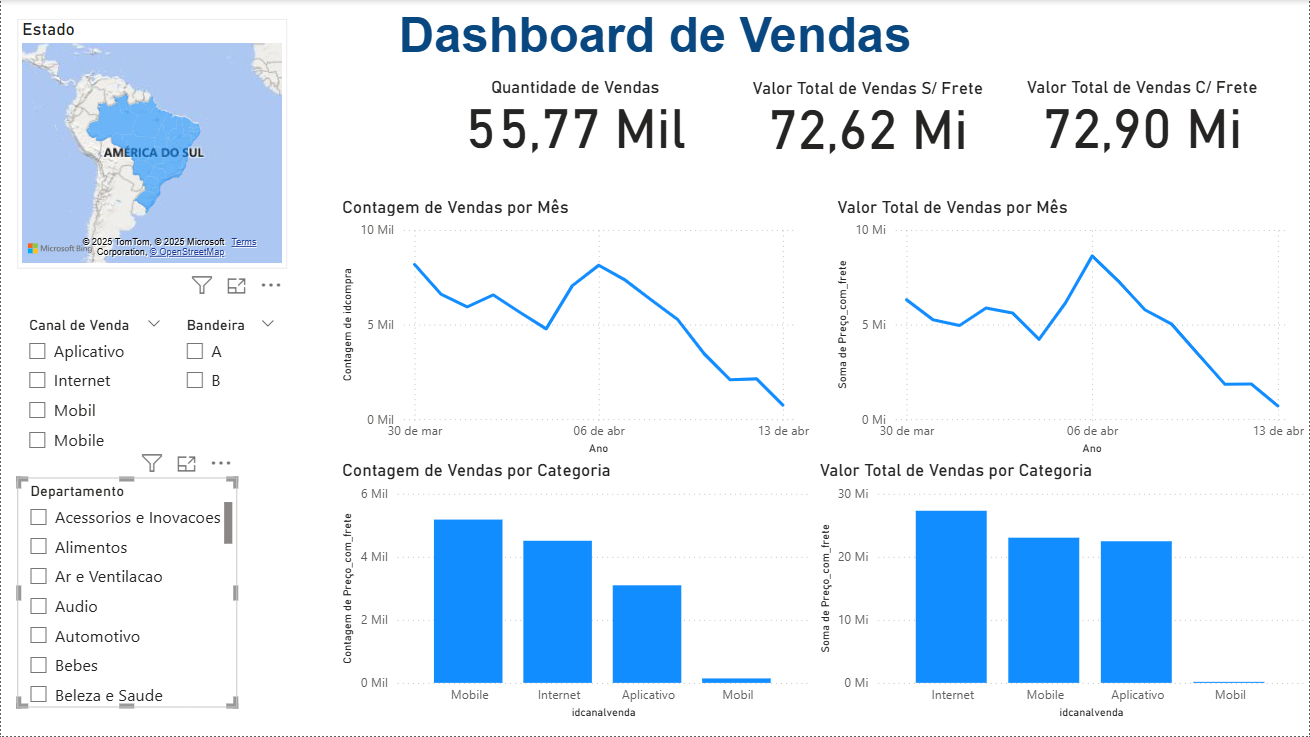 Estado
Dashboard de Vendas
Quantidade de Vendas
55,77 Mil
Valor Total de Vendas S/ Frete
72,62 Mi
Valor Total de Vendas C/ Frete
72,90 Mi
AMÉRICA DO SUL
Microsoft Bing
© 2025 TomTom, © 2025 Microsoft Terms
Corporation, © OpenStreetMap
Canal de Venda
Aplicativo
Internet
Mobil
Mobile
Bandeira
A
B
Departamento
Acessorios e Inovacoes
Alimentos
Ar e Ventilacao
Audio
Automotivo
Bebes
Beleza e Saude
Contagem de Vendas por Mês
Contagem de idcompra
10 Mil
5 Mil
0 Mil
30 de mar
06 de abr
13 de abr
Ano
Valor Total de Vendas por Mês
Soma de Preço_com_frete
10 Mi
5 Mi
0 Mi
30 de mar
06 de abr
13 de abr
Ano
Contagem de Vendas por Categoria
Contagem de Preço_com_frete
6 Mil
4 Mil
2 Mil
0 Mil
Mobile
Internet
Aplicativo
Mobil
idcanalvenda
Valor Total de Vendas por Categoria
Soma de Preço_com_frete
30 Mi
20 Mi
10 Mi
0 Mi
Internet
Mobile
Aplicativo
Mobil
idcanalvenda